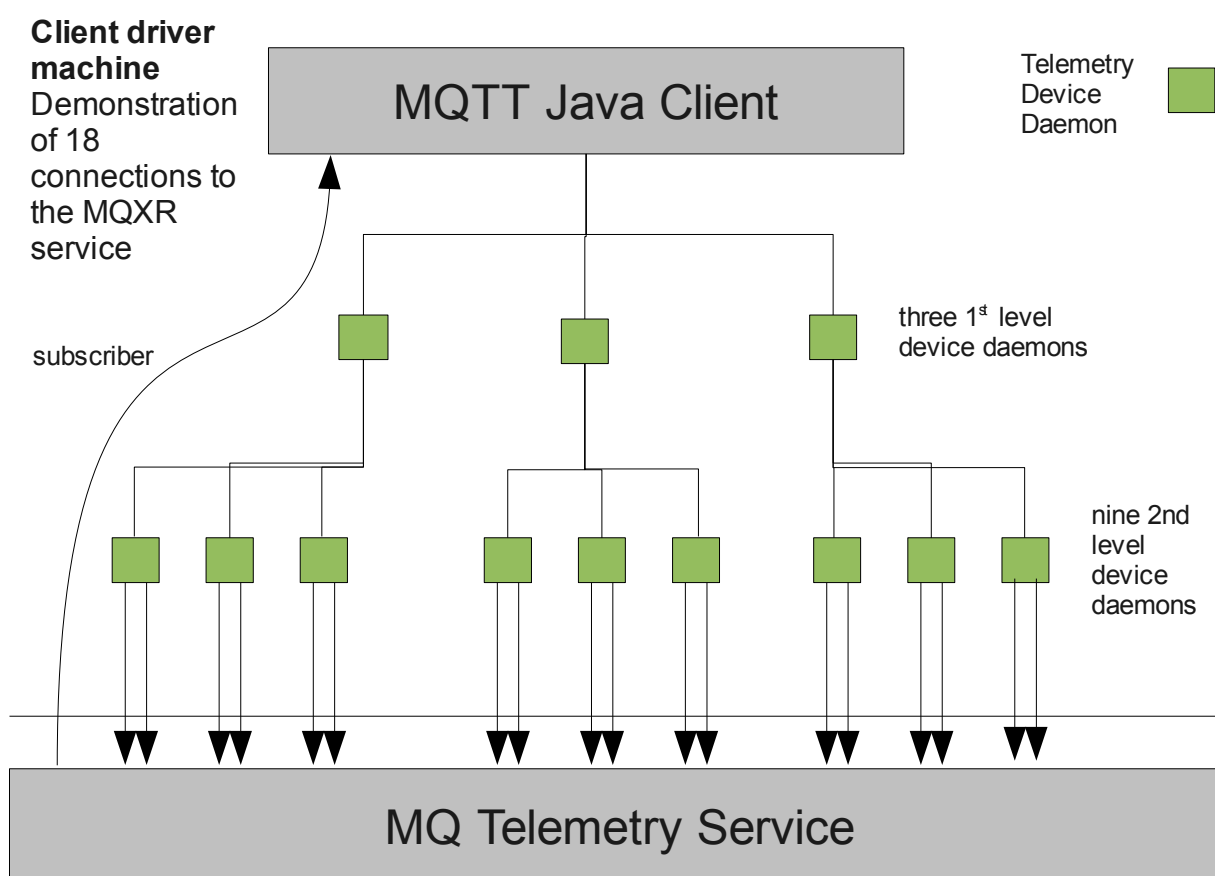 Client driver
machine
Demonstration
of 18
connections to
the MQXR
service
MQTT Java Client
Telemetry
Device
Daemon
subscriber
three 1st level
device daemons
nine 2nd
level
device
daemons
MQ Telemetry Service